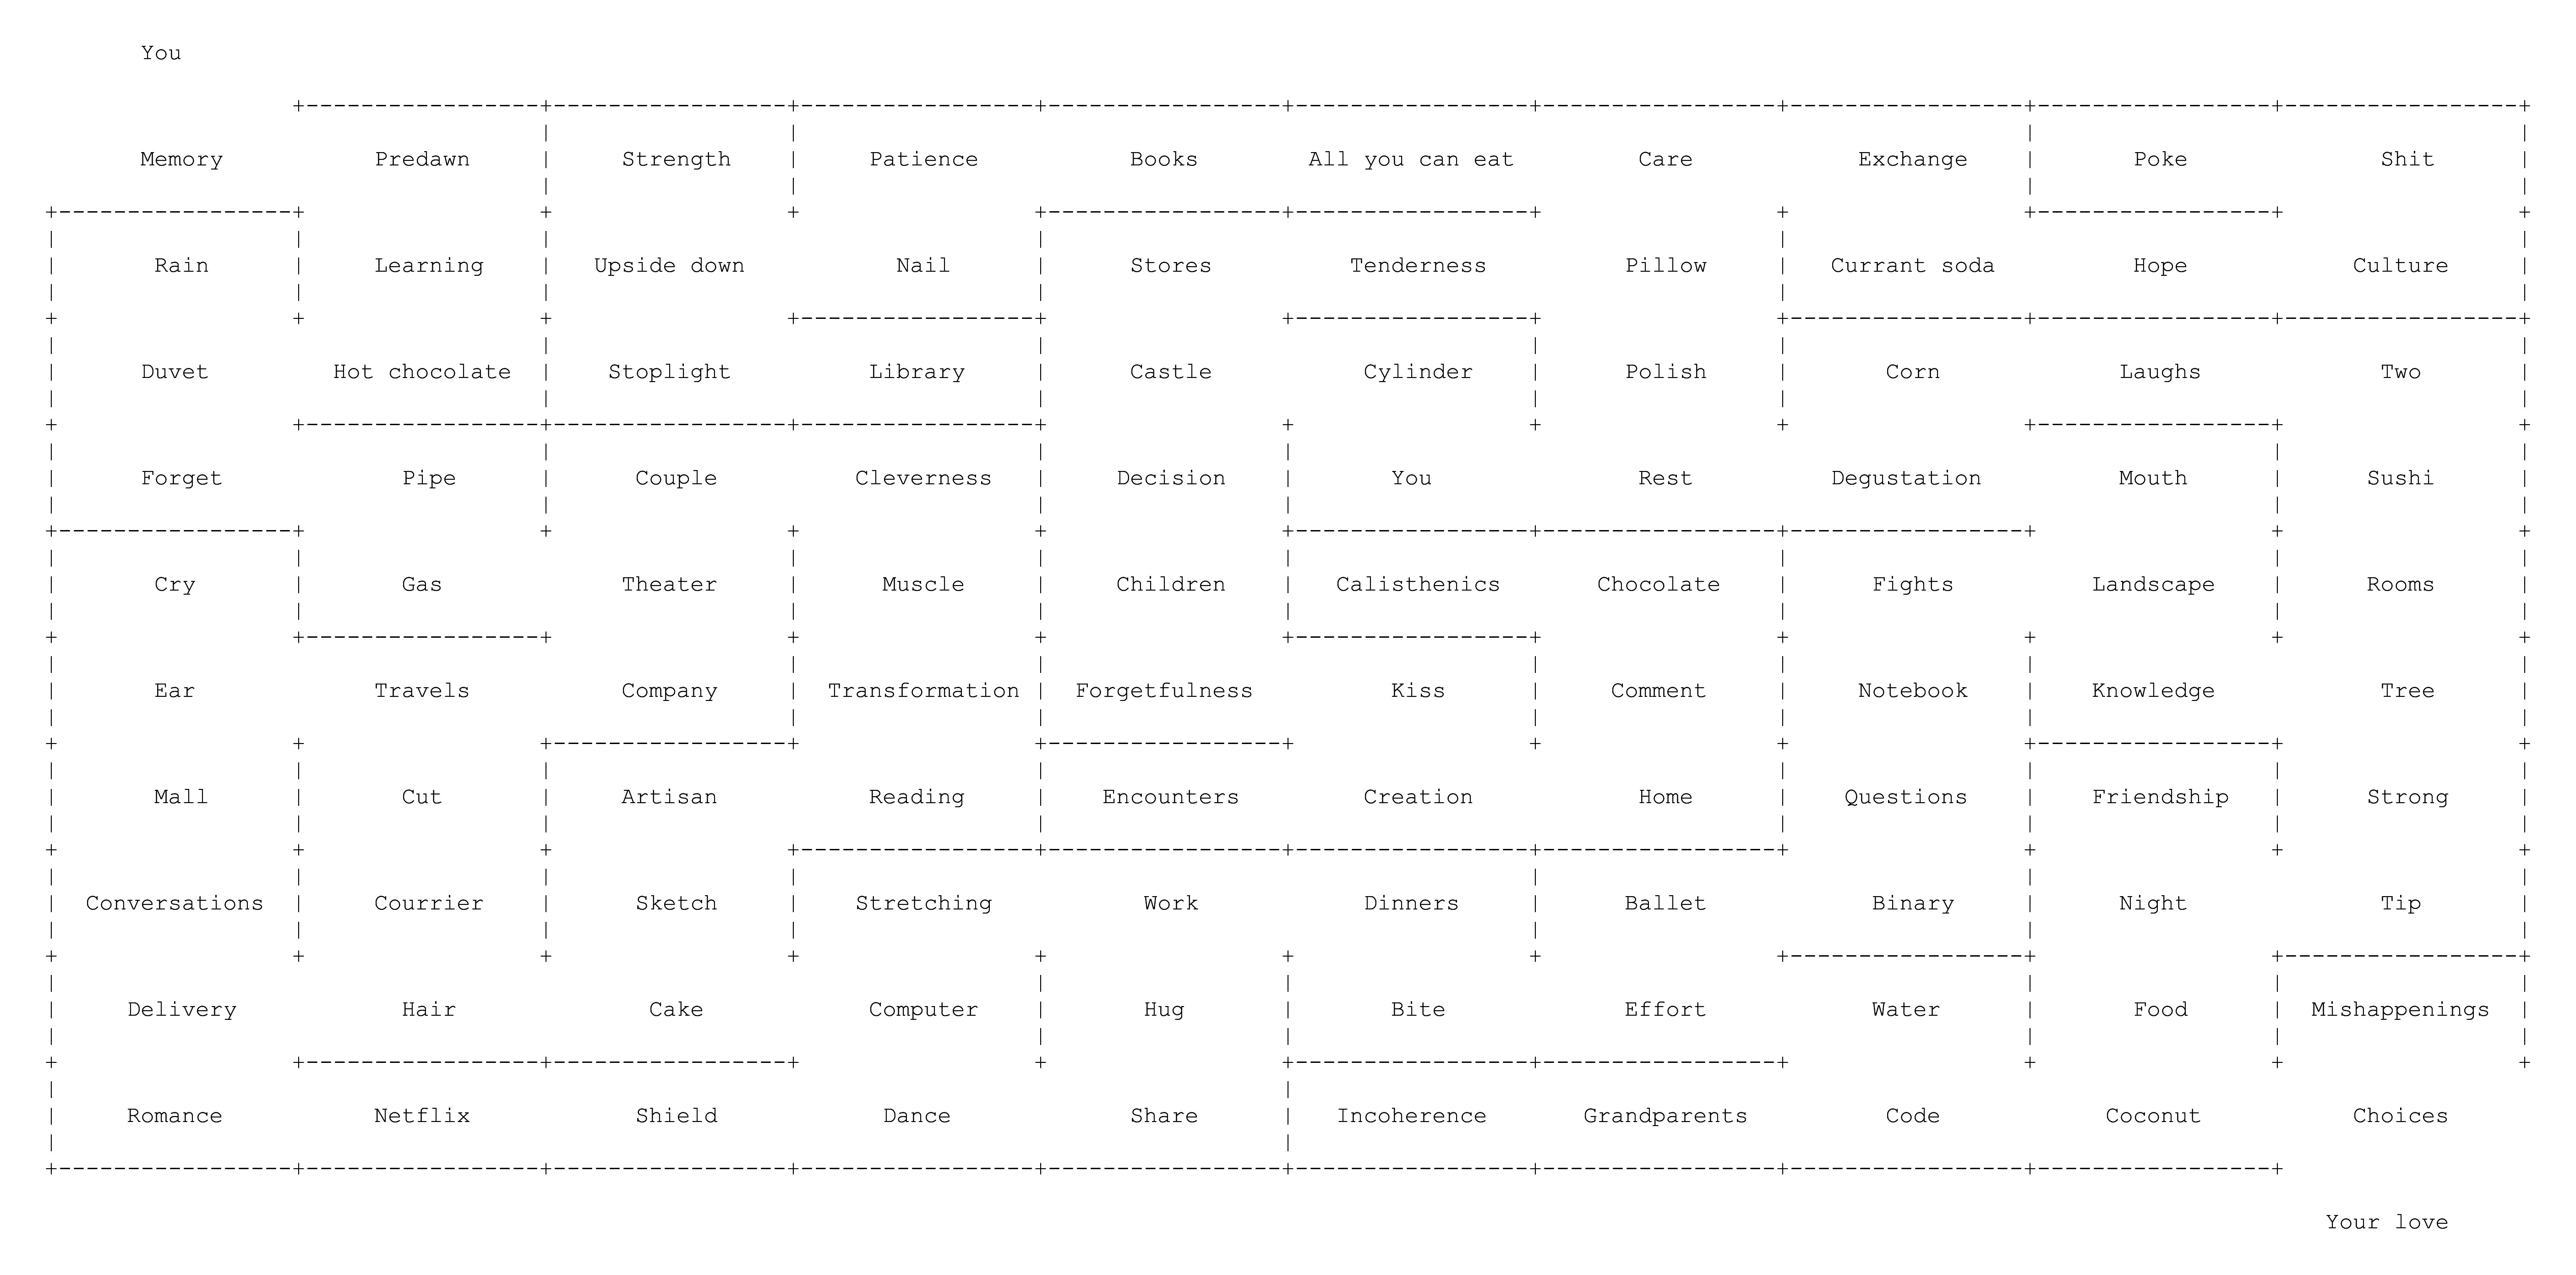 You
Memory Predawn Strength Patience Books All you can eat Care Exchange Poke Shit
Rain Learning Upside down Nail Stores Tenderness Pillow Currant soda Hope Culture
Duvet Hot chocolate Stoplight Library Castle Cylinder Polish Corn Laughs Two
Forget Pipe Couple Cleverness Decision You Rest Degustation Mouth Sushi
Cry Gas Theater Muscle Children Calisthenics Chocolate Fights Landscape Rooms
Ear Travels Company Transformation Forgetfulness Kiss Comment Notebook Knowledge Tree
Mall Cut Artisan Reading Encounters Creation Home Questions Friendship Strong
Conversations Courrier Sketch Stretching Work Dinners Ballet Binary Night Tip
Delivery Hair Cake Computer Hug Bite Effort Water Food Mishappenings
Romance Netflix Shield Dance Share Incoherence Grandparents Code Coconut Choices
Your love